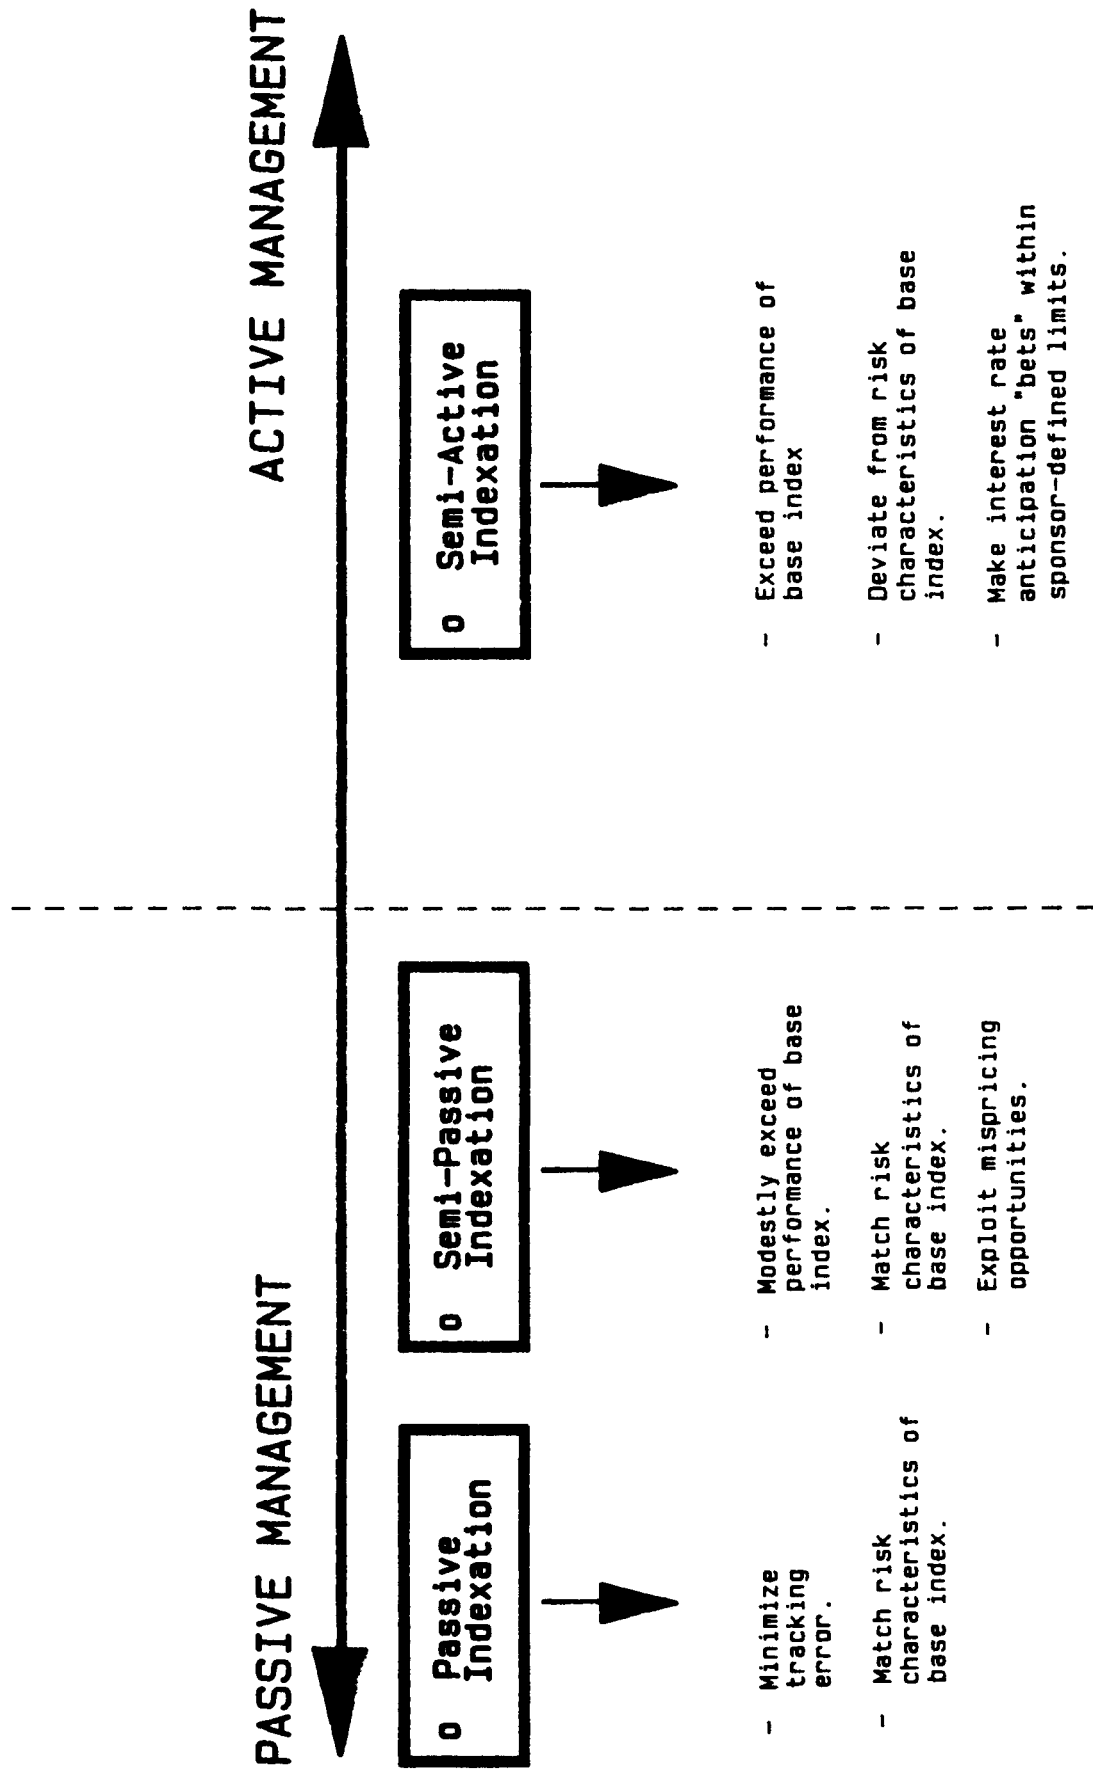 PASSIVE MANAGEMENT
ACTIVE MANAGEMENT
o Passive
Indexation
- Minimize
tracking
error.
- Match risk
characteristics of
base index.
o Semi-Passive
Indexation
- Modestly exceed
performance of base
index.
- Match risk
characteristics of
base index.
- Exploit mispricing
opportunities.
o Semi-Active
Indexation
- Exceed performance of
base index
- Deviate from risk
characteristics of base
index.
- Make interest rate
anticipation "bets" within
sponsor-defined limits.